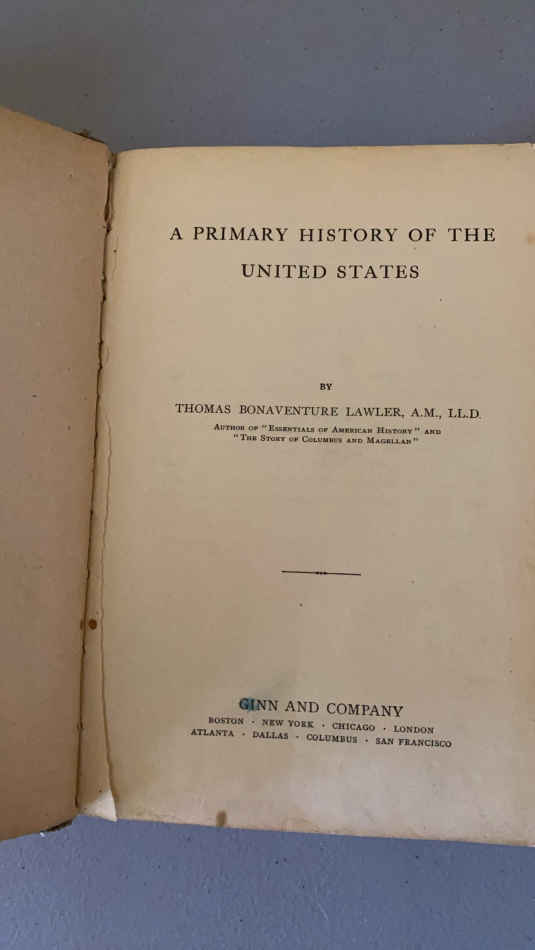 A PRIMARY HISTORY OF THE
UNITED STATES
BY
THOMAS BONAVENTURE LAWLER, A.M., LL.D.
AUTHOR OF "ESSENTIALS OF AMERICAN HISTORY" AND
"THE STORY OF COLUMBUS AND MAGELLAN"
GINN AND COMPANY
BOSTON · NEW YORK · CHICAGO · LONDON
ATLANTA · DALLAS · COLUMBUS · SAN FRANCISCO